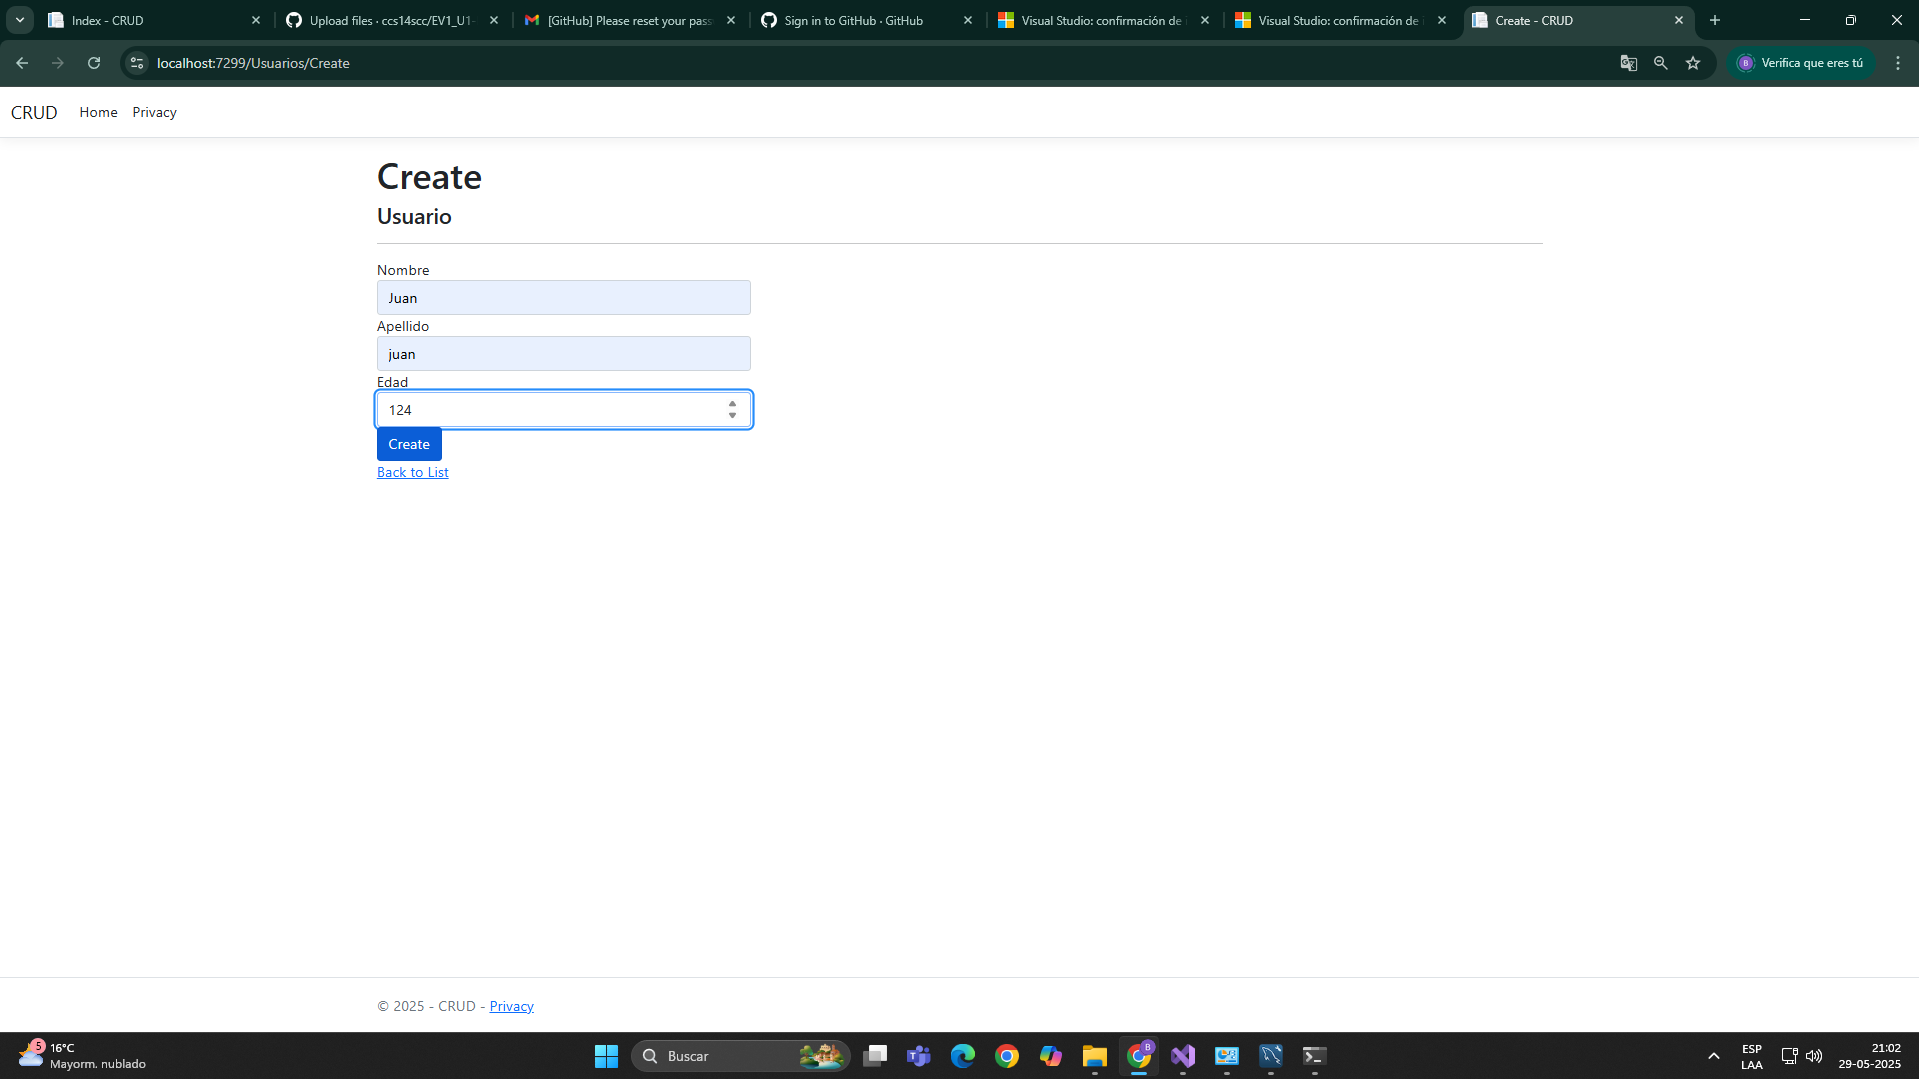 Index - CRUD
Upload files · ccs14scc/EV1_U1-
[GitHub] Please reset your pass
Sign in to GitHub · GitHub
Visual Studio: confirmación de
Visual Studio: confirmación de
Create - CRUD
localhost:7299/Usuarios/Create
B
Verifica que eres tú
CRUD
Home
Privacy
Create
Usuario
Nombre
Juan
Apellido
juan
Edad
124
Create
Back to List
© 2025 - CRUD - Privacy
5
16°C
Mayorm. nublado
Buscar
B
ESP
LAA
21:02
29-05-2025